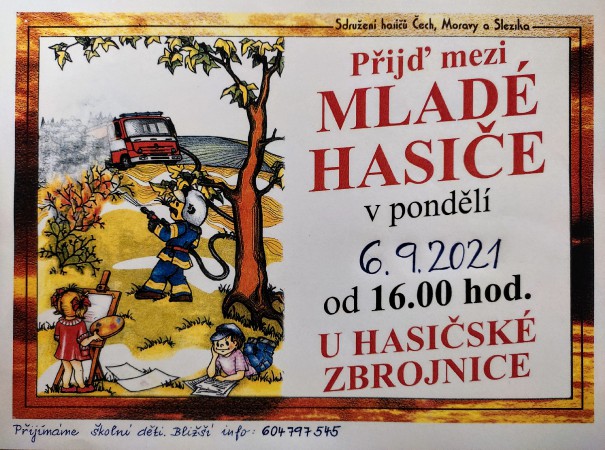 Sdružení hasičů Čech, Moravy a Slezska
Přijď mezi
MLADÉ
HASIČE
v pondělí
6.9.2021
od 16.00 hod.
U HASIČSKÉ
ZBROJNICE
Přijímáme školní děti. Bližší info: 604797545